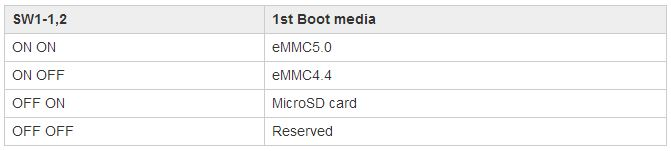 SW1-1,2 1st Boot media
ON ON eMMC5.0
ON OFF eMMC4.4
OFF ON MicroSD card
OFF OFF Reserved